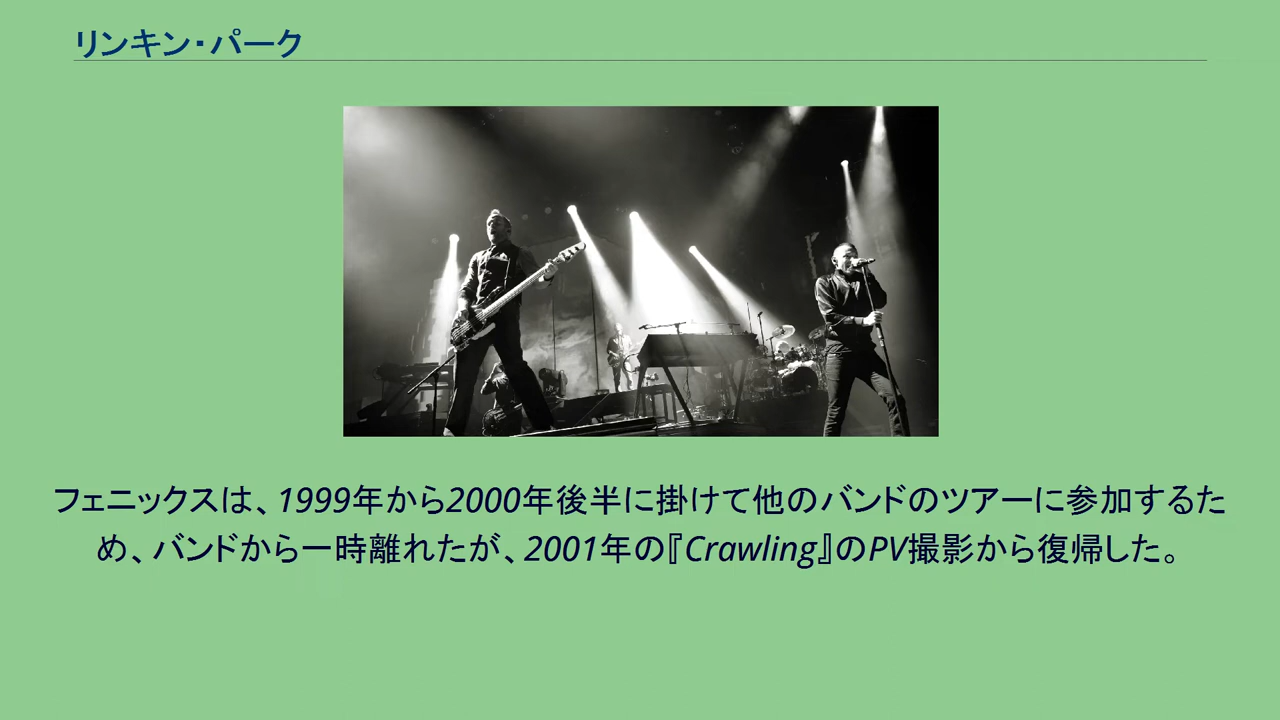 リンキン・パーク
フェニックスは、1999年から2000年後半に掛けて他のバンドのツアーに参加するた
め、バンドから一時離れたが、2001年の『Crawling』のPV撮影から復帰した。